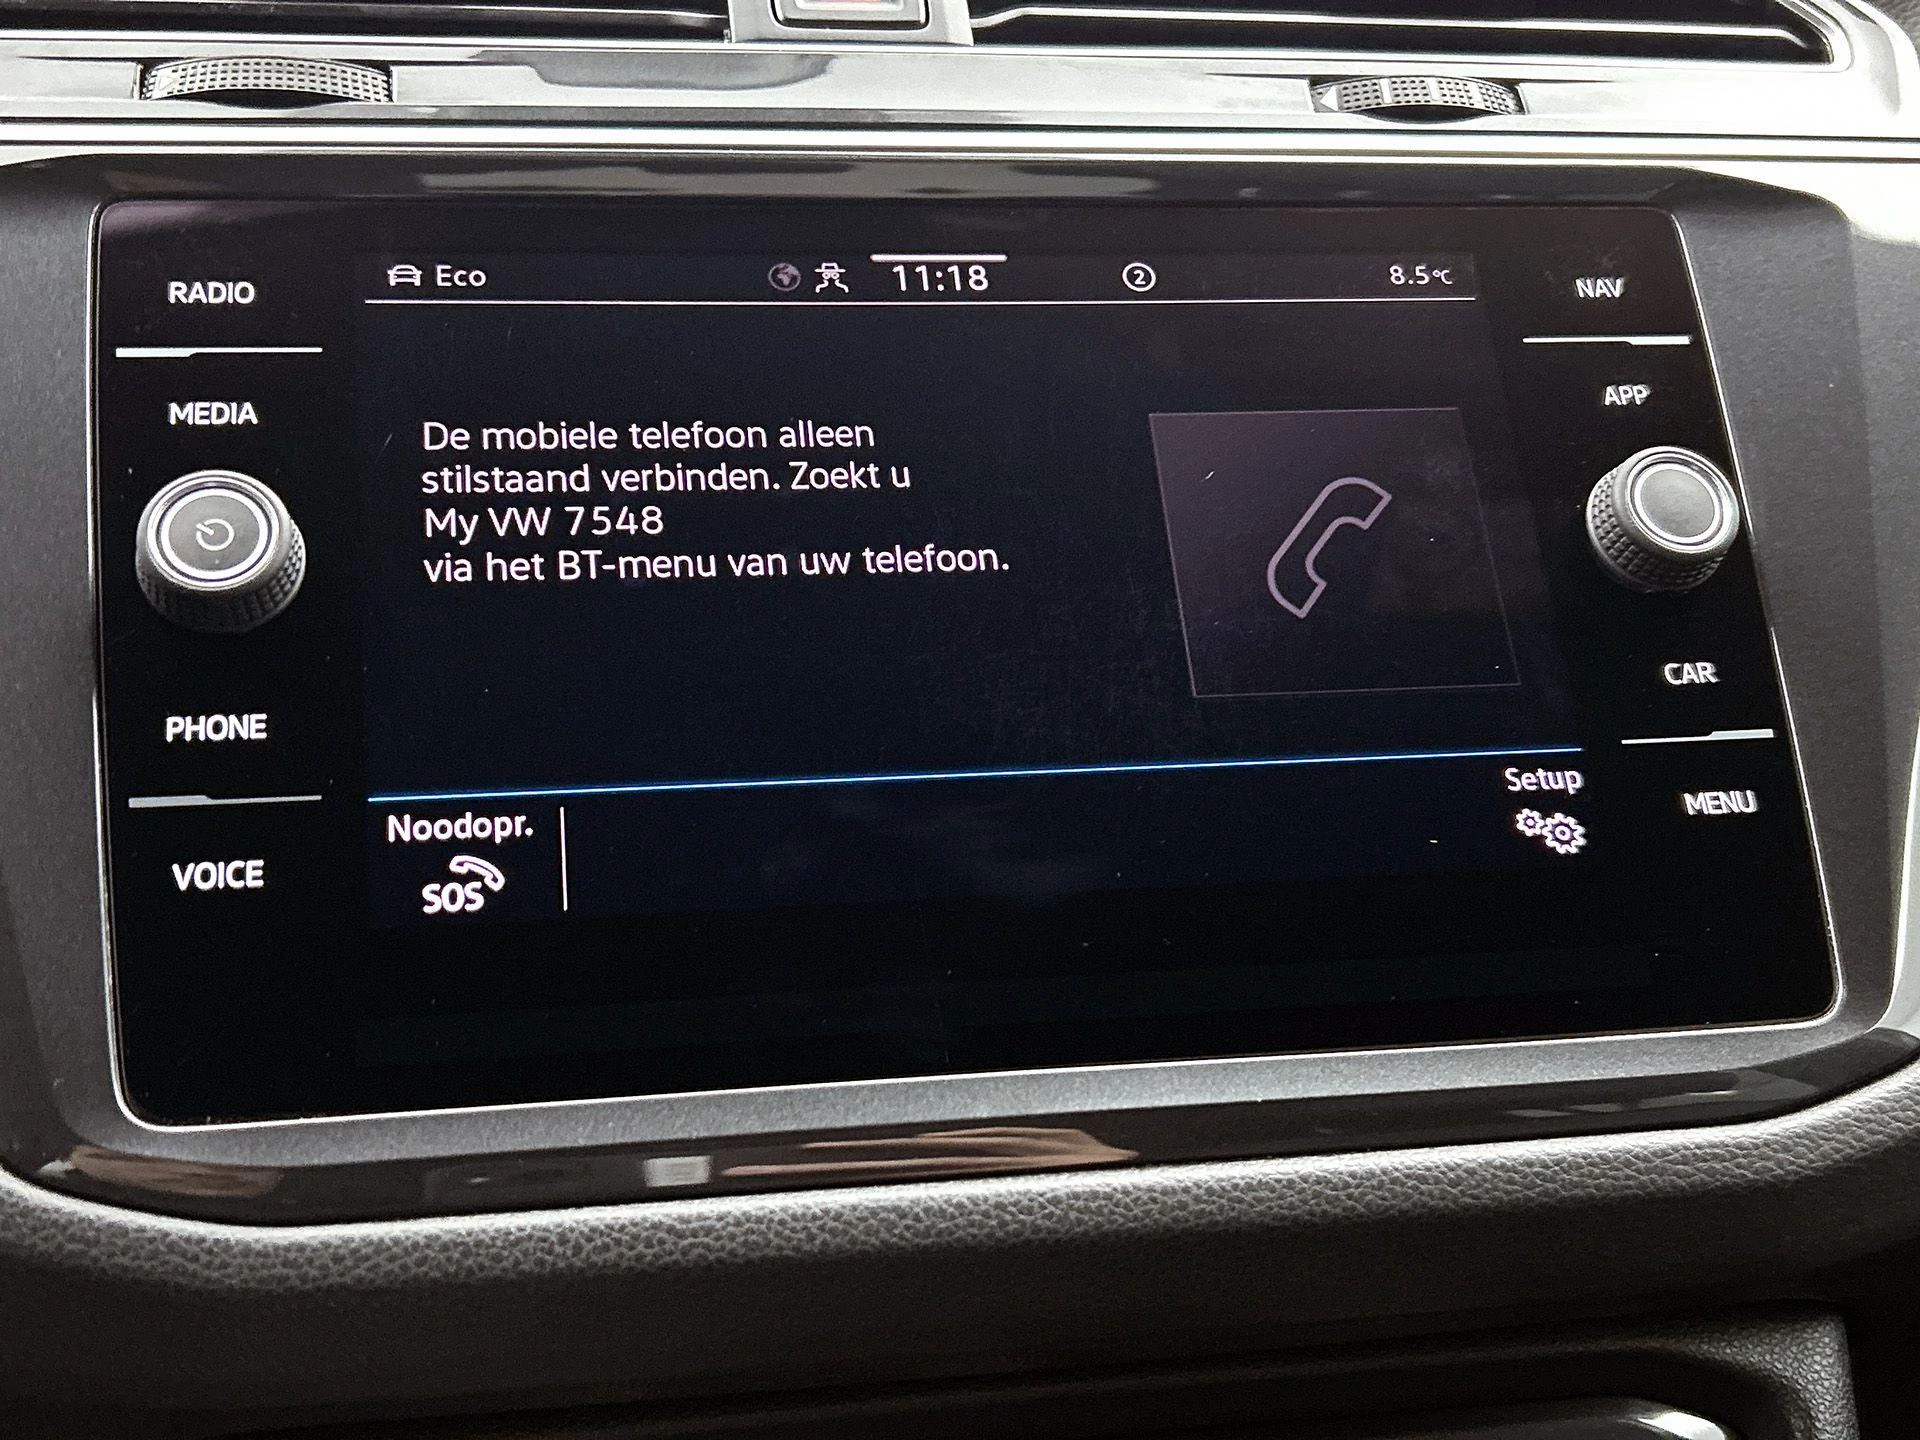 RADIO
MEDIA
PHONE
VOICE
Eco
11:18
2
8.5°C
De mobiele telefoon alleen
stilstaand verbinden. Zoekt u
My VW 7548
via het BT-menu van uw telefoon.
Noodopr.
SOS
Setup
NAV
APP
CAR
MENU